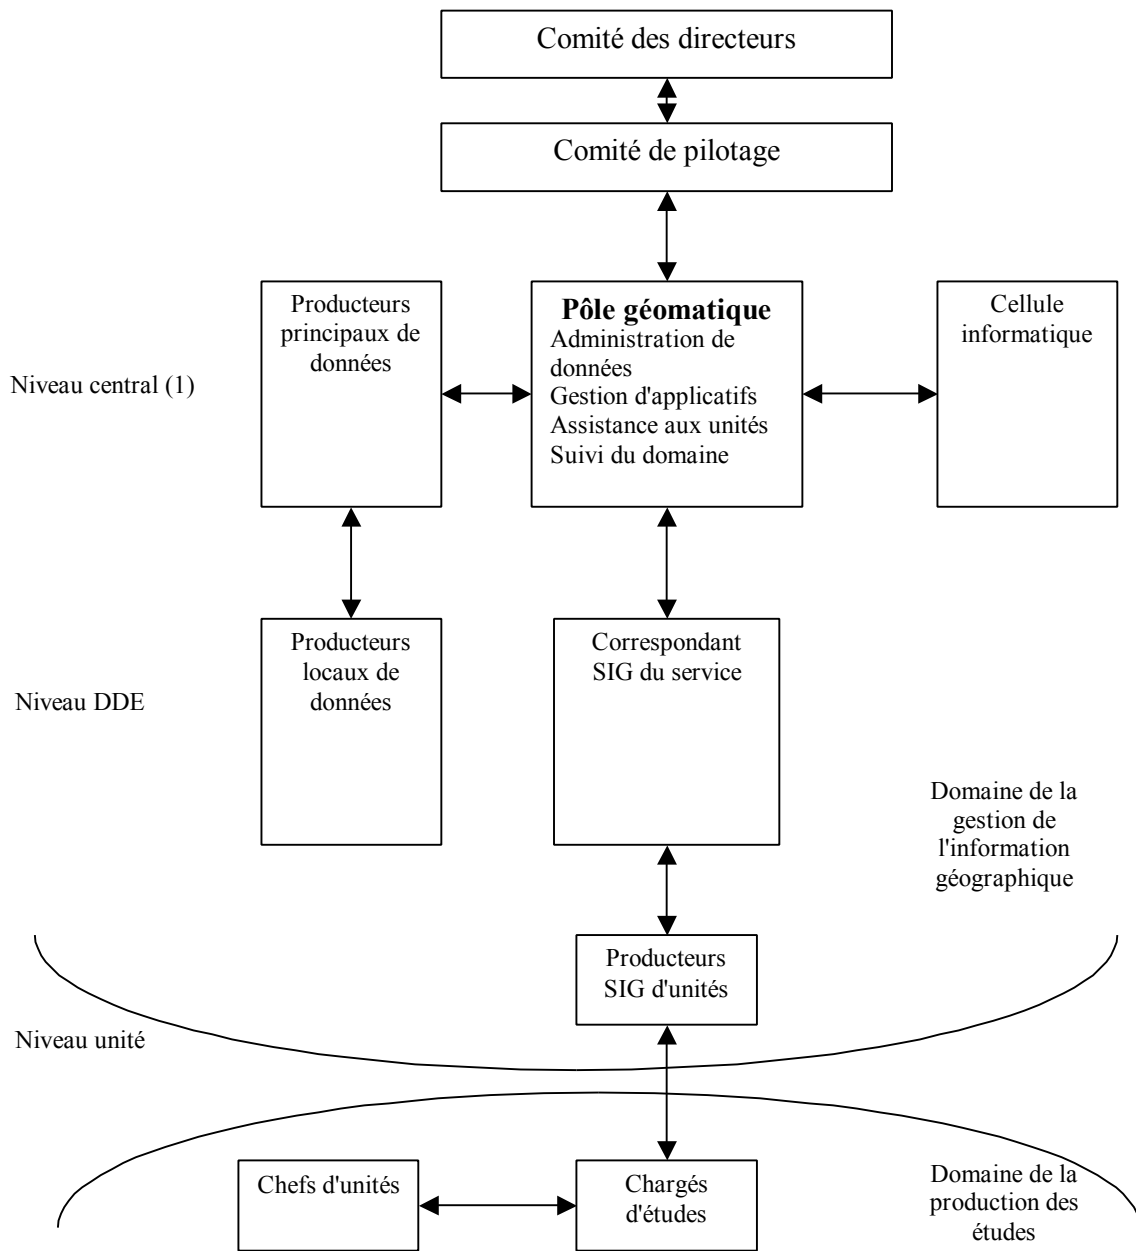 Comité des directeurs
Comité de pilotage
Producteurs
principaux de
données
Pôle géomatique
Administration de
données
Gestion d'applicatifs
Assistance aux unités
Suivi du domaine
Cellule
informatique
Niveau central (1)
Producteurs
locaux de
données
Correspondant
SIG du service
Niveau DDE
Domaine de la
gestion de
l'information
géographique
Producteurs
SIG d'unités
Niveau unité
Chefs d'unités
Chargés
d'études
Domaine de la
production des
études